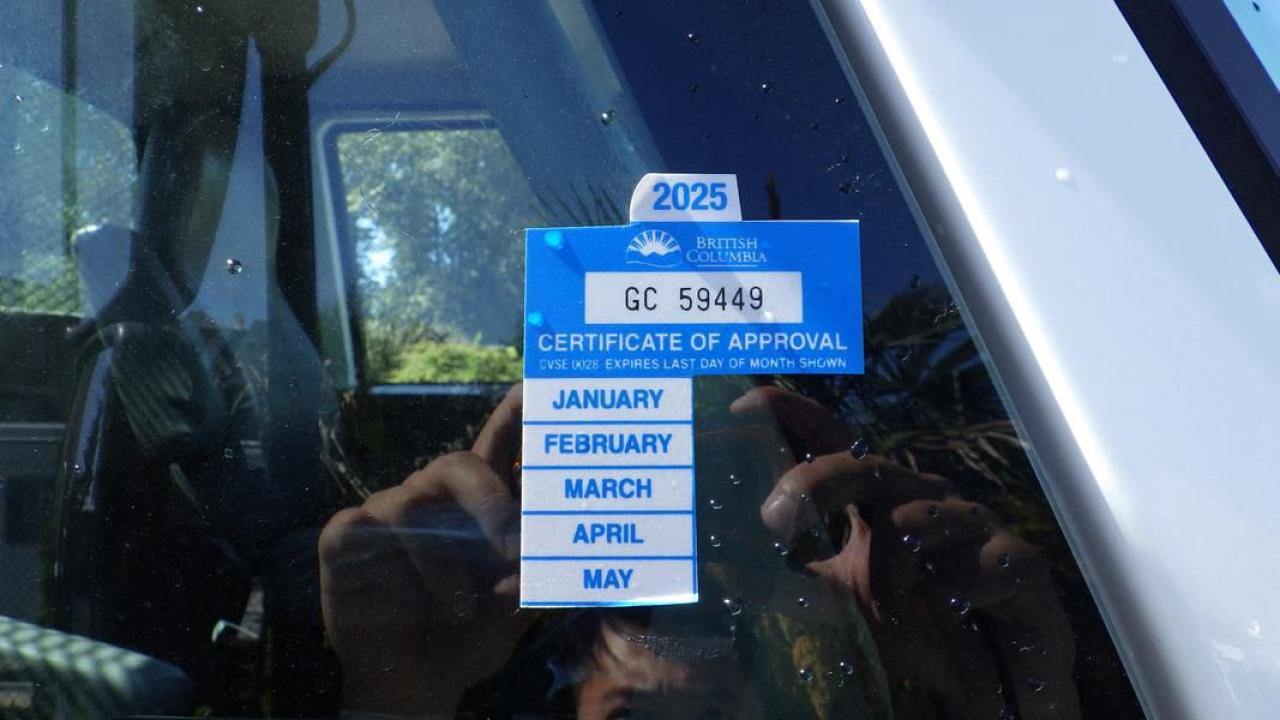 2025
BRITISH
COLUMBIA
GC 59449
CERTIFICATE OF APPROVAL
CVSE 0028 EXPIRES LAST DAY OF MONTH SHOWN
JANUARY
FEBRUARY
MARCH
APRIL
MAY